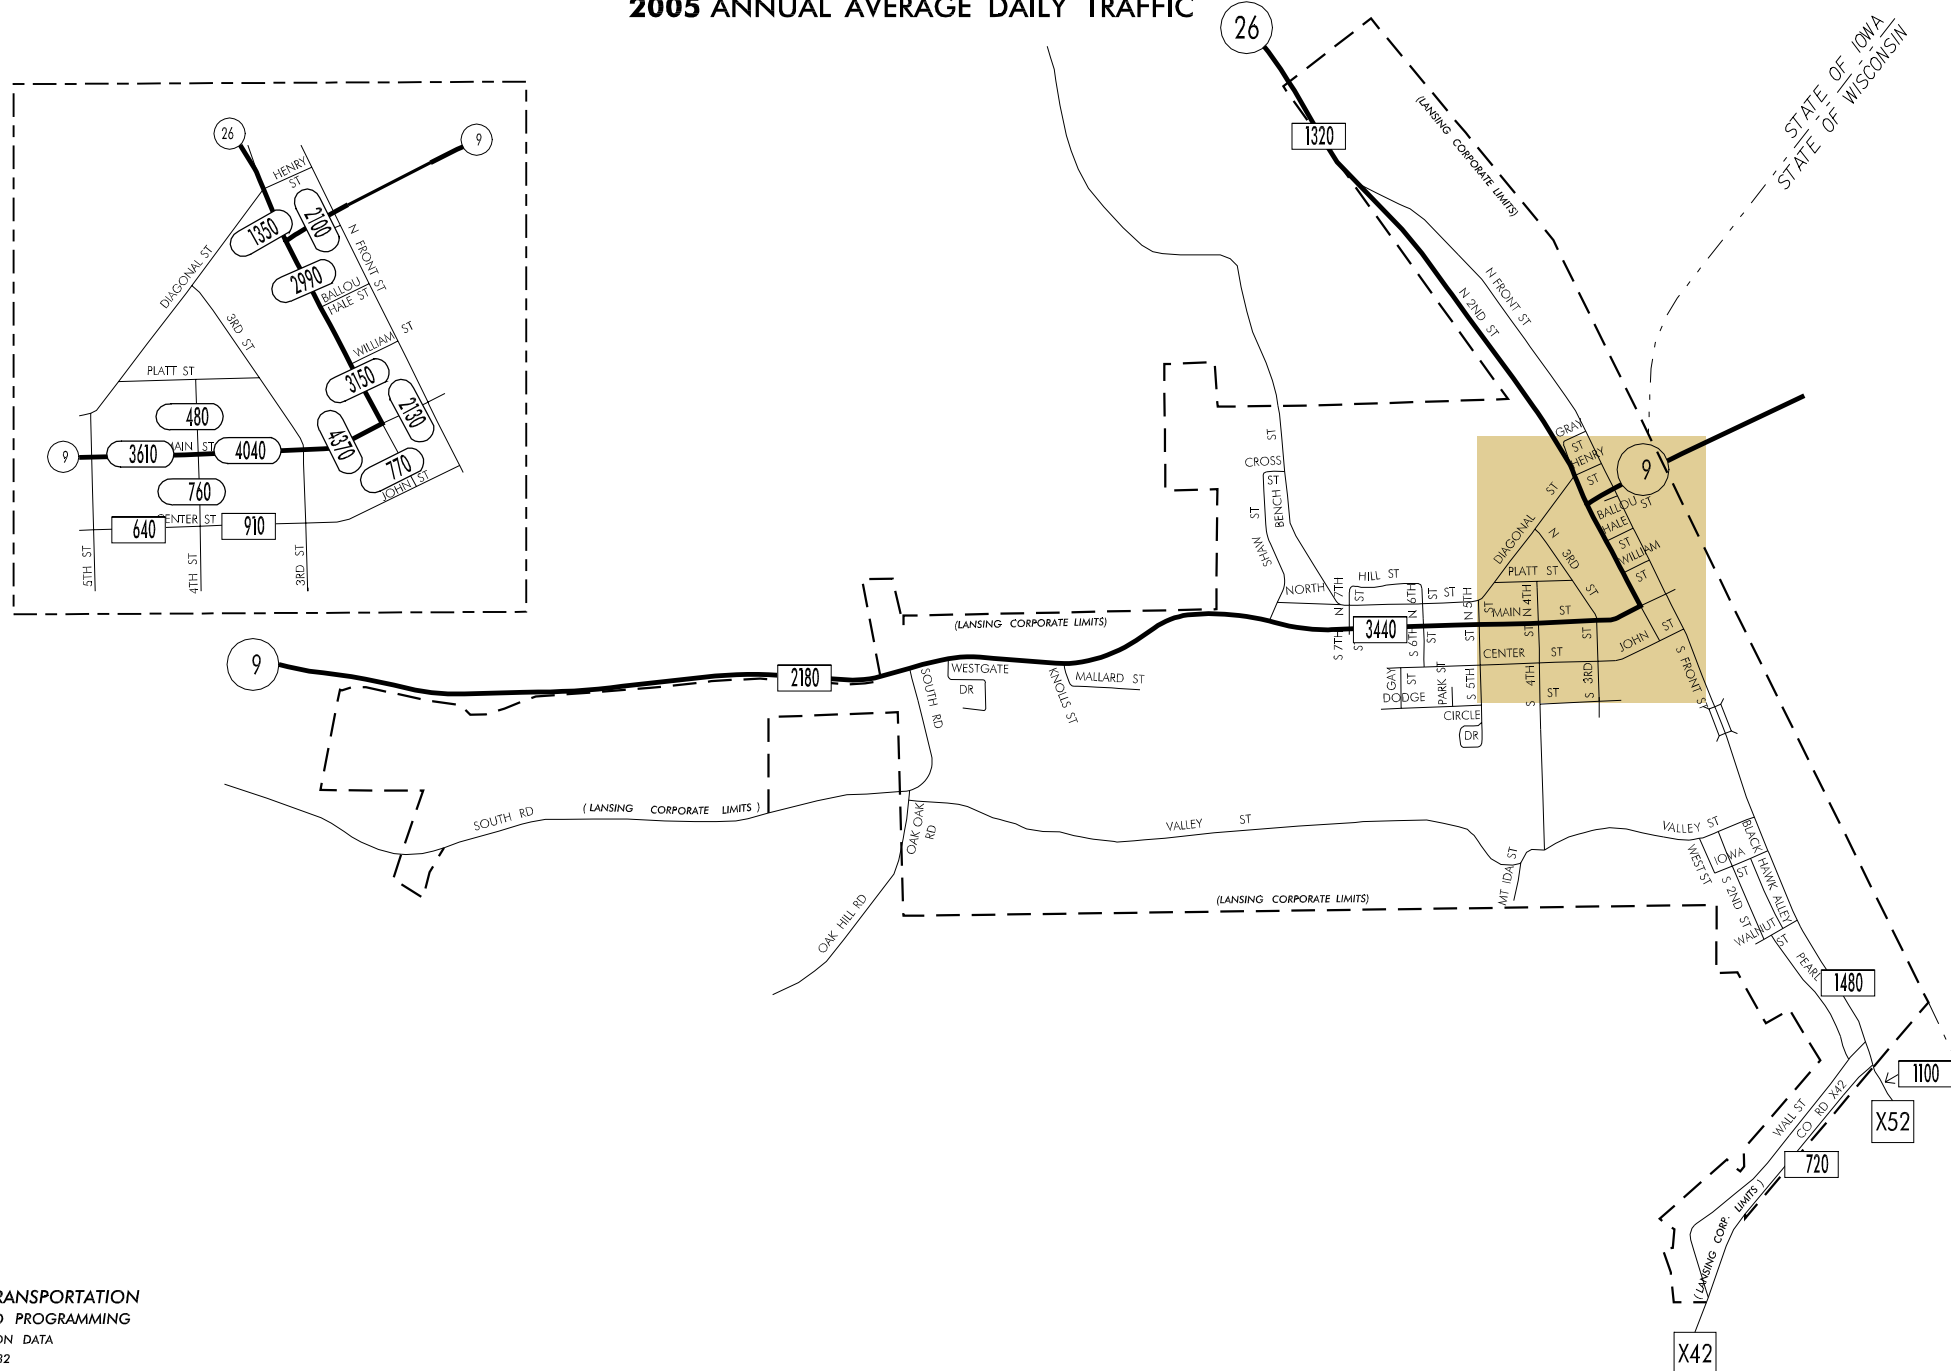 2005 ANNUAL AVERAGE DAILY TRAFFIC
26
STATE OF IOWA
STATE OF WISCONSIN
(LANSING CORPORATE LIMITS)
1320
26
9
HENRY
ST
2100
1350
N FRONT ST
DIAGONAL ST
2990
BALLOU
HALE ST
3RD ST
WILLIAM ST
PLATT ST
3150
2130
480
4370
9
3610
ST
4040
770
760
JOHN ST
640
ST
910
5TH ST
4TH ST
3RD ST
N FRONT ST
N 2ND ST
GRAY
ST
HENRY
ST
9
BALLOU ST
HALE
ST
WILLIAM
ST
DIAGONAL ST
N 3RD ST
PLATT ST
CROSS
ST
BENCH ST
SHAW ST
NORTH
HILL ST
ST ST
N 7TH
ST
N 6TH
ST
N 5TH
ST
N 4TH
ST
MAIN ST
3440
S 7TH
ST
S 6TH
ST
JOHN ST
CENTER ST
S FRONT ST
(LANSING CORPORATE LIMITS)
9
2180
WESTGATE
DR
SOUTH RD
KNOLLS ST
MALLARD ST
GAY
ST
DODGE
ST
PARK ST
S 5TH
ST
S 4TH
ST
S 3RD
ST
CIRCLE
DR
SOUTH RD
( LANSING CORPORATE LIMITS )
OAK OAK
RD
VALLEY ST
VALLEY ST
BLACK HAWK ALLEY
WEST ST
IOWA
ST
S 2ND ST
WALNUT
ST
MT IDA ST
(LANSING CORPORATE LIMITS)
OAK HILL RD
PEARL
1480
1100
X52
WALL ST
CO RD X42
720
(LANSING CORP. LIMITS )
X42
RANSPORTATION
PROGRAMMING
ON DATA
32